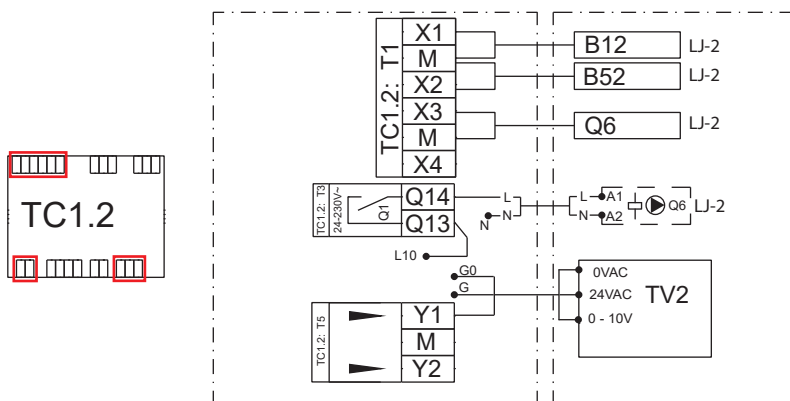 TC1.2
TC1.2: T1
X1
M
X2
X3
M
X4
B12 LJ-2
B52 LJ-2
Q6 LJ-2
TC1.2: T3
24-230V~
Q1
Q14
Q13
L
N
N
L10
L
N
A1
A2
Q6
LJ-2
G0
G
TC1.2: T5
Y1
M
Y2
0VAC
24VAC
0 - 10V
TV2